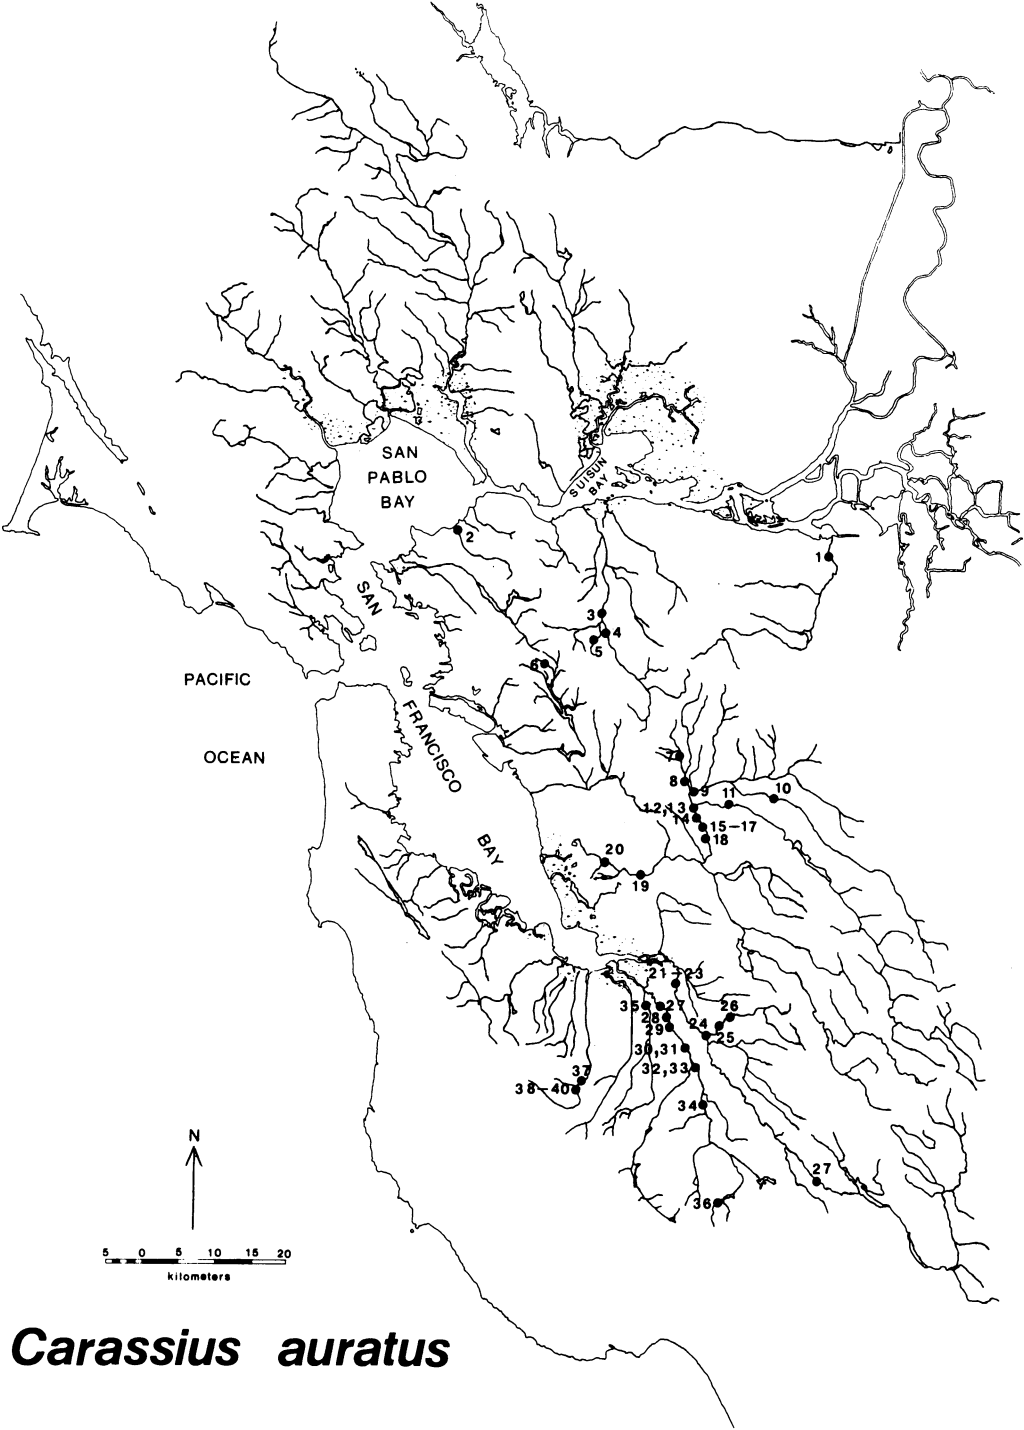 SAN
PABLO
BAY
SUISUN
BAY
2
1
SAN
3
4
5
6
PACIFIC
FRANCISCO
OCEAN
7
8
9
10
11
12,13
14
15-17
18
BAY
20
19
21-23
35
27
26
28
24
29
25
30,31
32,33
37
38-40
34
N
27
36
5 0 5 10 15 20
kilometers
Carassius auratus